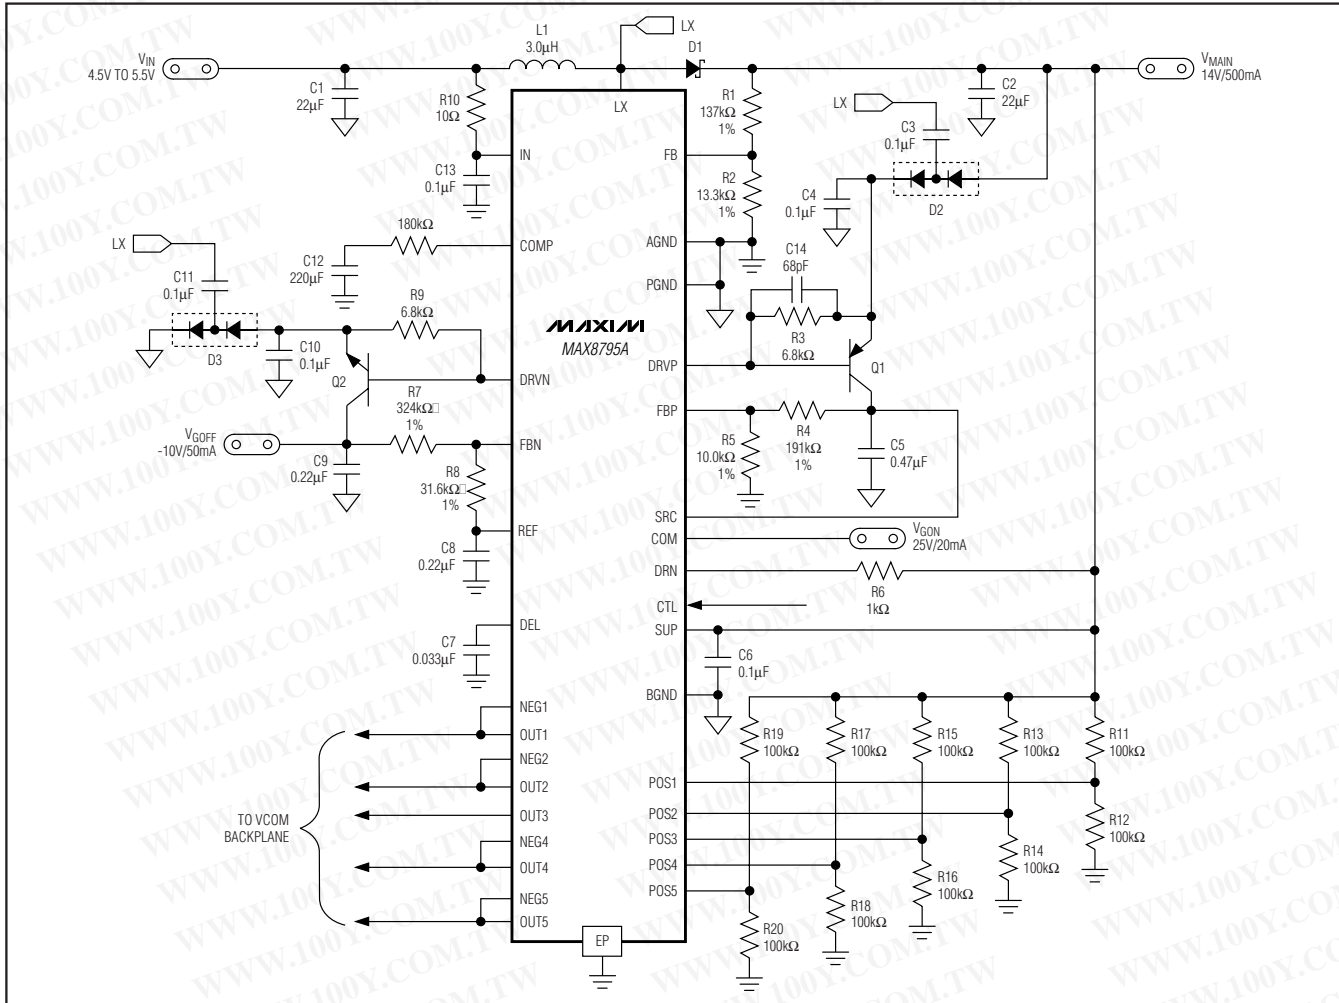 L1
3.0µH
LX
D1
VIN
4.5V TO 5.5V
VMAIN
14V/500mA
C1
22µF
R10
10Ω
LX
R1
137kΩ
1%
LX
C2
22µF
C3
0.1µF
IN
FB
C13
0.1µF
R2
13.3kΩ
1%
C4
0.1µF
D2
180kΩ
COMP
AGND
LX
C12
220µF
C14
68pF
C11
0.1µF
PGND
R9
6.8kΩ
MAXIM
MAX8795A
R3
6.8kΩ
D3
C10
0.1µF
Q2
DRVN
DRVP
Q1
R7
324kΩ□
1%
FBP
VGOFF
-10V/50mA
FBN
R5
10.0kΩ
1%
R4
191kΩ
1%
C5
0.47µF
C9
0.22µF
R8
31.6kΩ□
1%
SRC
REF
COM
VGON
25V/20mA
C8
0.22µF
DRN
R6
1kΩ
CTL
DEL
SUP
C7
0.033µF
C6
0.1µF
BGND
NEG1
OUT1
R19
100kΩ
R17
100kΩ
R15
100kΩ
R13
100kΩ
R11
100kΩ
NEG2
POS1
OUT2
TO VCOM
BACKPLANE
OUT3
POS2
R12
100kΩ
NEG4
POS3
R14
100kΩ
OUT4
POS4
R16
100kΩ
POS5
NEG5
R18
100kΩ
OUT5
R20
100kΩ
EP
WWW.100Y.COM.TW